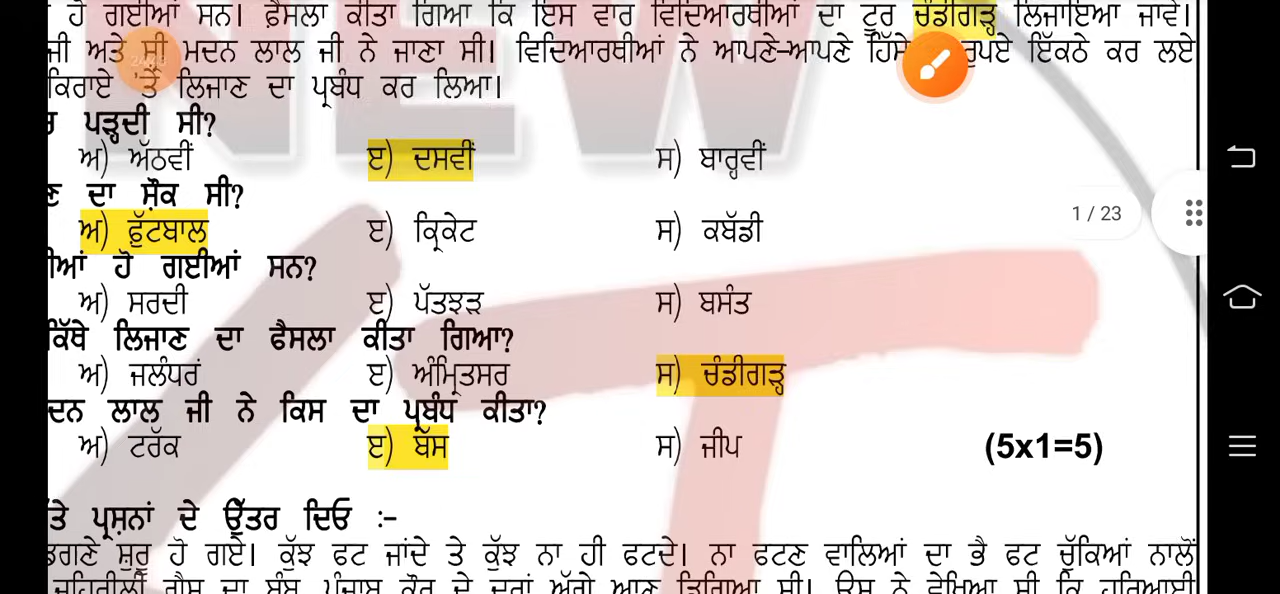 ਹੋ ਗਈਆਂ ਸਨ। ਫ਼ੈਸਲਾ ਕੀਤਾ ਗਿਆ ਕਿ ਇਸ ਵਾਰ ਵਿਦਿਆਰਥੀਆਂ ਦਾ ਟੂਰ ਚੰਡੀਗੜ੍ਹ ਲਿਜਾਇਆ ਜਾਵੇ।
ਜੀ ਅਤੇ ਸ੍ਰੀ ਮਦਨ ਲਾਲ ਜੀ ਨੇ ਜਾਣਾ ਸੀ। ਵਿਦਿਆਰਥੀਆਂ ਨੇ ਆਪਣੇ-ਆਪਣੇ ਹਿੱਸੇ ਰੁਪਏ ਇੱਕਠੇ ਕਰ ਲਏ
ਕਿਰਾਏ 'ਤੇ ਲਿਜਾਣ ਦਾ ਪ੍ਰਬੰਧ ਕਰ ਲਿਆ।
ਪੜ੍ਹਦੀ ਸੀ?
ਅ) ਅੱਠਵੀਂ ੲ) ਦਸਵੀਂ ਸ) ਬਾਰ੍ਹਵੀਂ
ਦਾ ਸ਼ੌਕ ਸੀ?
ਅ) ਫੁੱਟਬਾਲ ੲ) ਕ੍ਰਿਕੇਟ ਸ) ਕਬੱਡੀ
1 / 23
ਹੋ ਗਈਆਂ ਸਨ?
ਅ) ਸਰਦੀ ੲ) ਪੱਤਝੜ ਸ) ਬਸੰਤ
ਕਿੱਥੇ ਲਿਜਾਣ ਦਾ ਫੈਸਲਾ ਕੀਤਾ ਗਿਆ?
ਅ) ਜਲੰਧਰਾਂ ੲ) ਅੰਮ੍ਰਿਤਸਰ ਸ) ਚੰਡੀਗੜ੍ਹ
ਲਾਲ ਜੀ ਨੇ ਕਿਸ ਦਾ ਪ੍ਰਬੰਧ ਕੀਤਾ?
ਅ) ਟਰੱਕ ੲ) ਬੱਸ ਸ) ਜੀਪ (5x1=5)
ਪ੍ਰਸ਼ਨਾਂ ਦੇ ਉੱਤਰ ਦਿਓ :-
ਸ਼ੁਰੂ ਹੋ ਗਏ। ਕੁੱਝ ਫਟ ਜਾਂਦੇ ਤੇ ਕੁੱਝ ਨਾ ਹੀ ਫਟਦੇ। ਨਾ ਫਟਣ ਵਾਲਿਆਂ ਦਾ ਭੈ ਫਟ ਚੁੱਕਿਆਂ ਨਾਲੋਂ